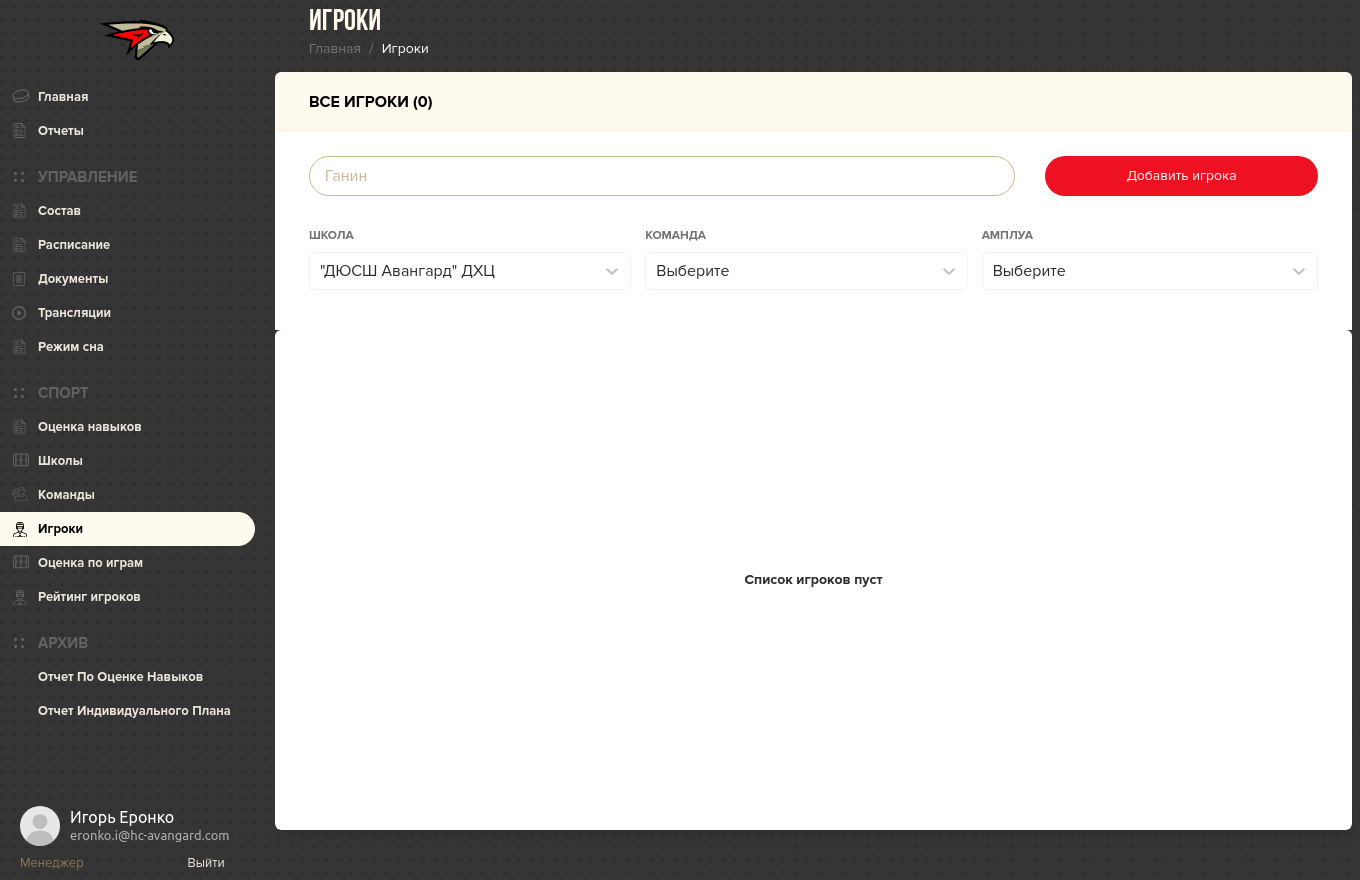 ИГРОКИ
Главная / Игроки
Главная
Отчеты
УПРАВЛЕНИЕ
Состав
Расписание
Документы
Трансляции
Режим сна
СПОРТ
Оценка навыков
Школы
Команды
Игроки
Оценка по играм
Рейтинг игроков
АРХИВ
Отчет По Оценке Навыков
Отчет Индивидуального Плана
Игорь Еронко
eronko.i@hc-avangard.com
Менеджер Выйти
ВСЕ ИГРОКИ (0)
Ганин Добавить игрока
ШКОЛА КОМАНДА АМПЛУА
"ДЮСШ Авангард" ДХЦ Выберите Выберите
Список игроков пуст